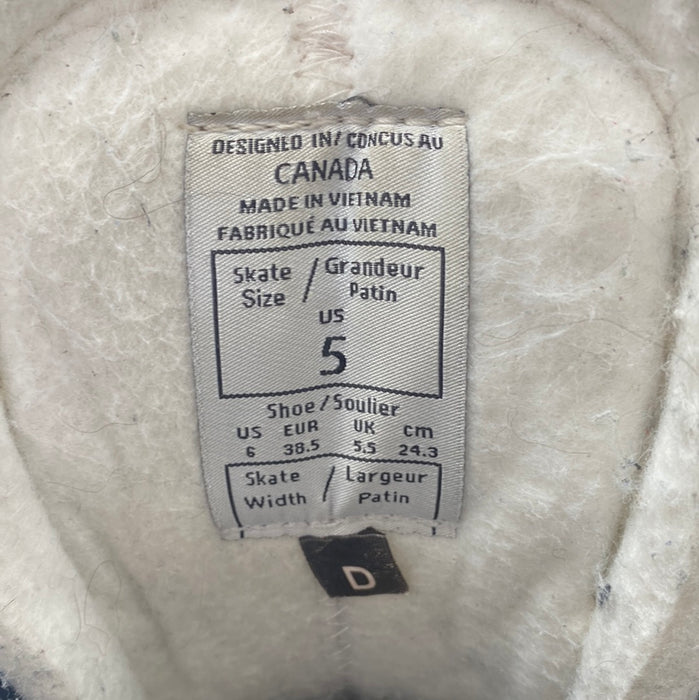 DESIGNED IN/ CONCUS AU
CANADA
MADE IN VIETNAM
FABRIQUÉ AU VIETNAM
Skate / Grandeur
Size Patin
US
5
Shoe / Soulier
US EUR UK cm
6 38.5 5.5 24.3
Skate / Largeur
Width Patin
D